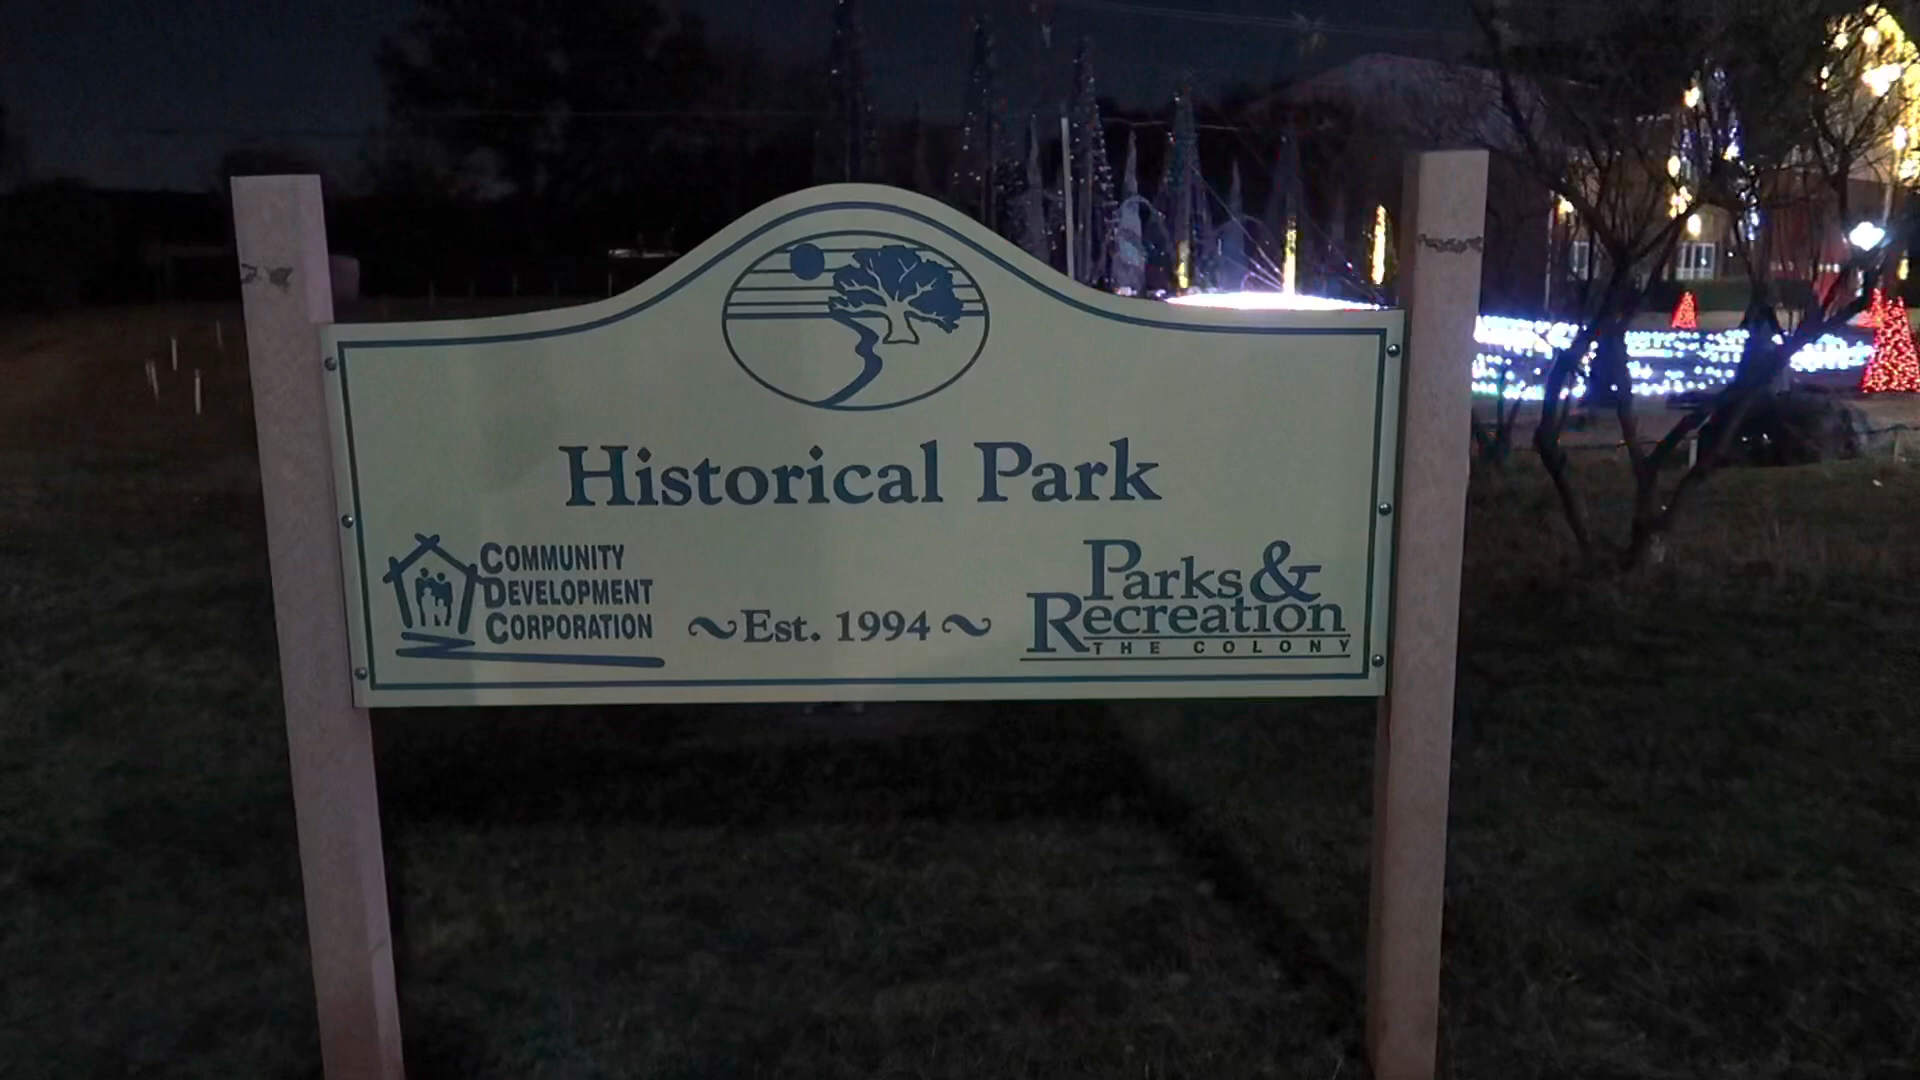 Historical Park
COMMUNITY
DEVELOPMENT
CORPORATION
~Est. 1994~
Parks &
Recreation
THE COLONY